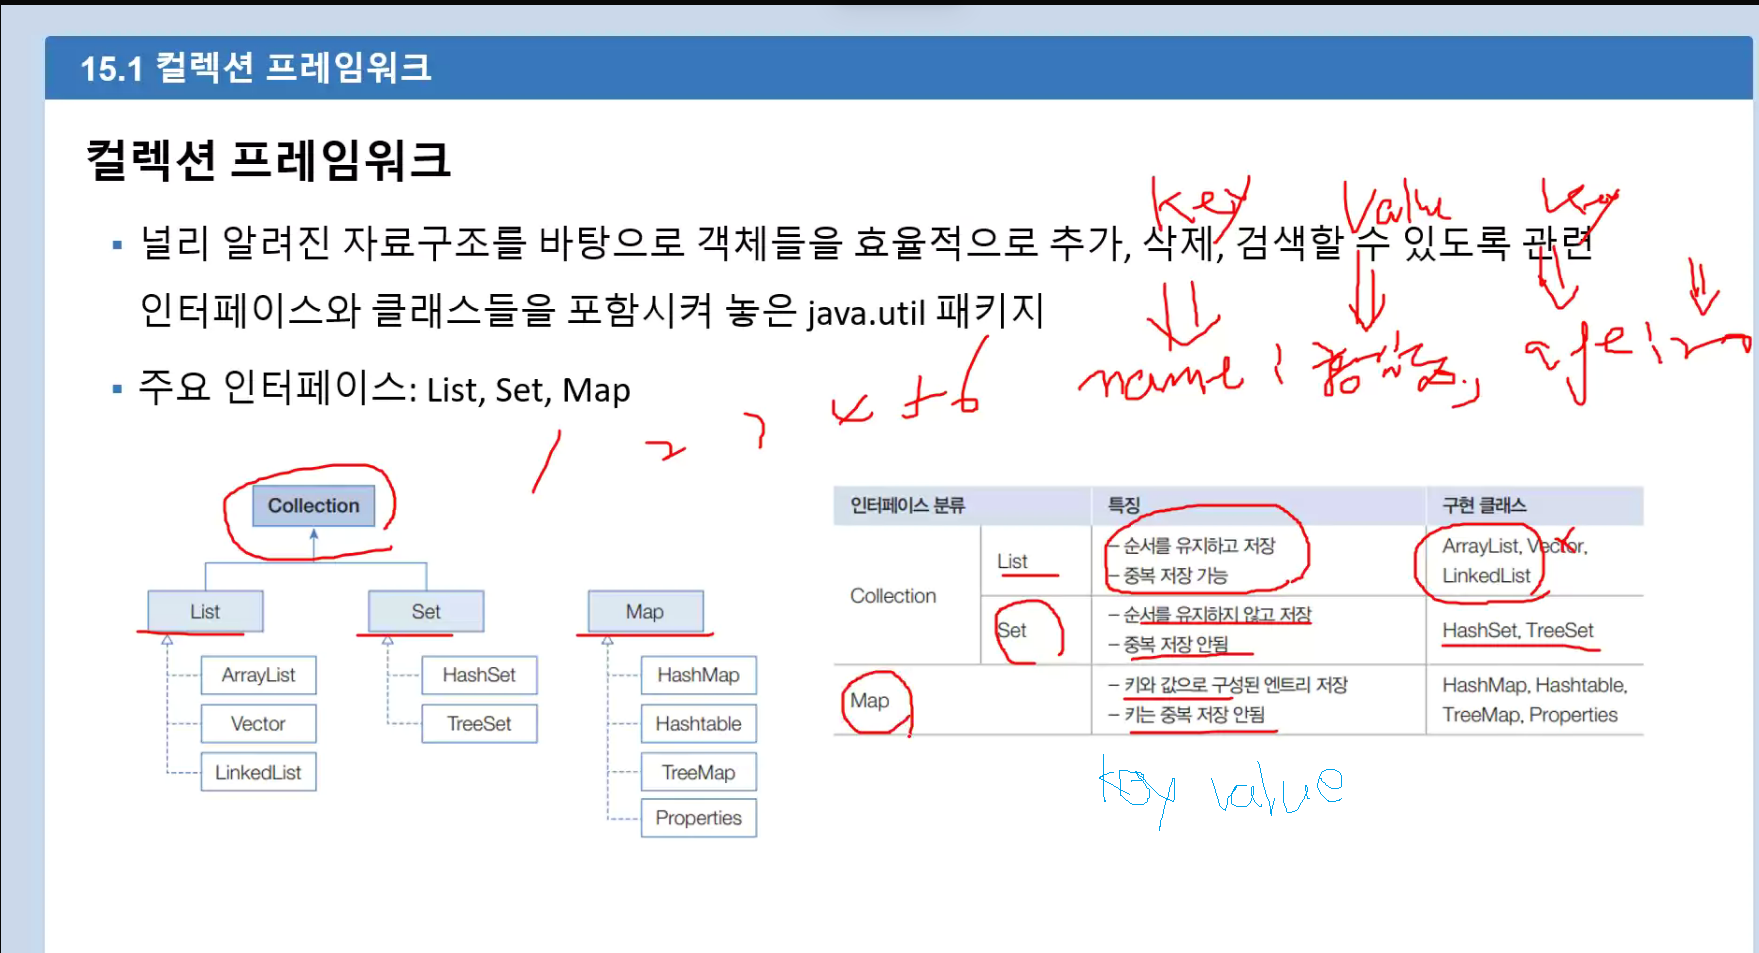 15.1 컬렉션 프레임워크
컬렉션 프레임워크
key value key
▪ 널리 알려진 자료구조를 바탕으로 객체들을 효율적으로 추가, 삭제, 검색할 수 있도록 관련
인터페이스와 클래스들을 포함시켜 놓은 java.util 패키지
name : age :
▪ 주요 인터페이스: List, Set, Map
1 2 3 4 5 6
Collection
List Set Map
ArrayList HashSet HashMap
Vector TreeSet Hashtable
LinkedList TreeMap
Properties
인터페이스 분류 특징 구현 클래스
Collection
List
– 순서를 유지하고 저장
– 중복 저장 가능
ArrayList, Vector,
LinkedList
Set
– 순서를 유지하지 않고 저장
– 중복 저장 안됨
HashSet, TreeSet
Map
– 키와 값으로 구성된 엔트리 저장
– 키는 중복 저장 안됨
HashMap, Hashtable,
TreeMap, Properties
key value